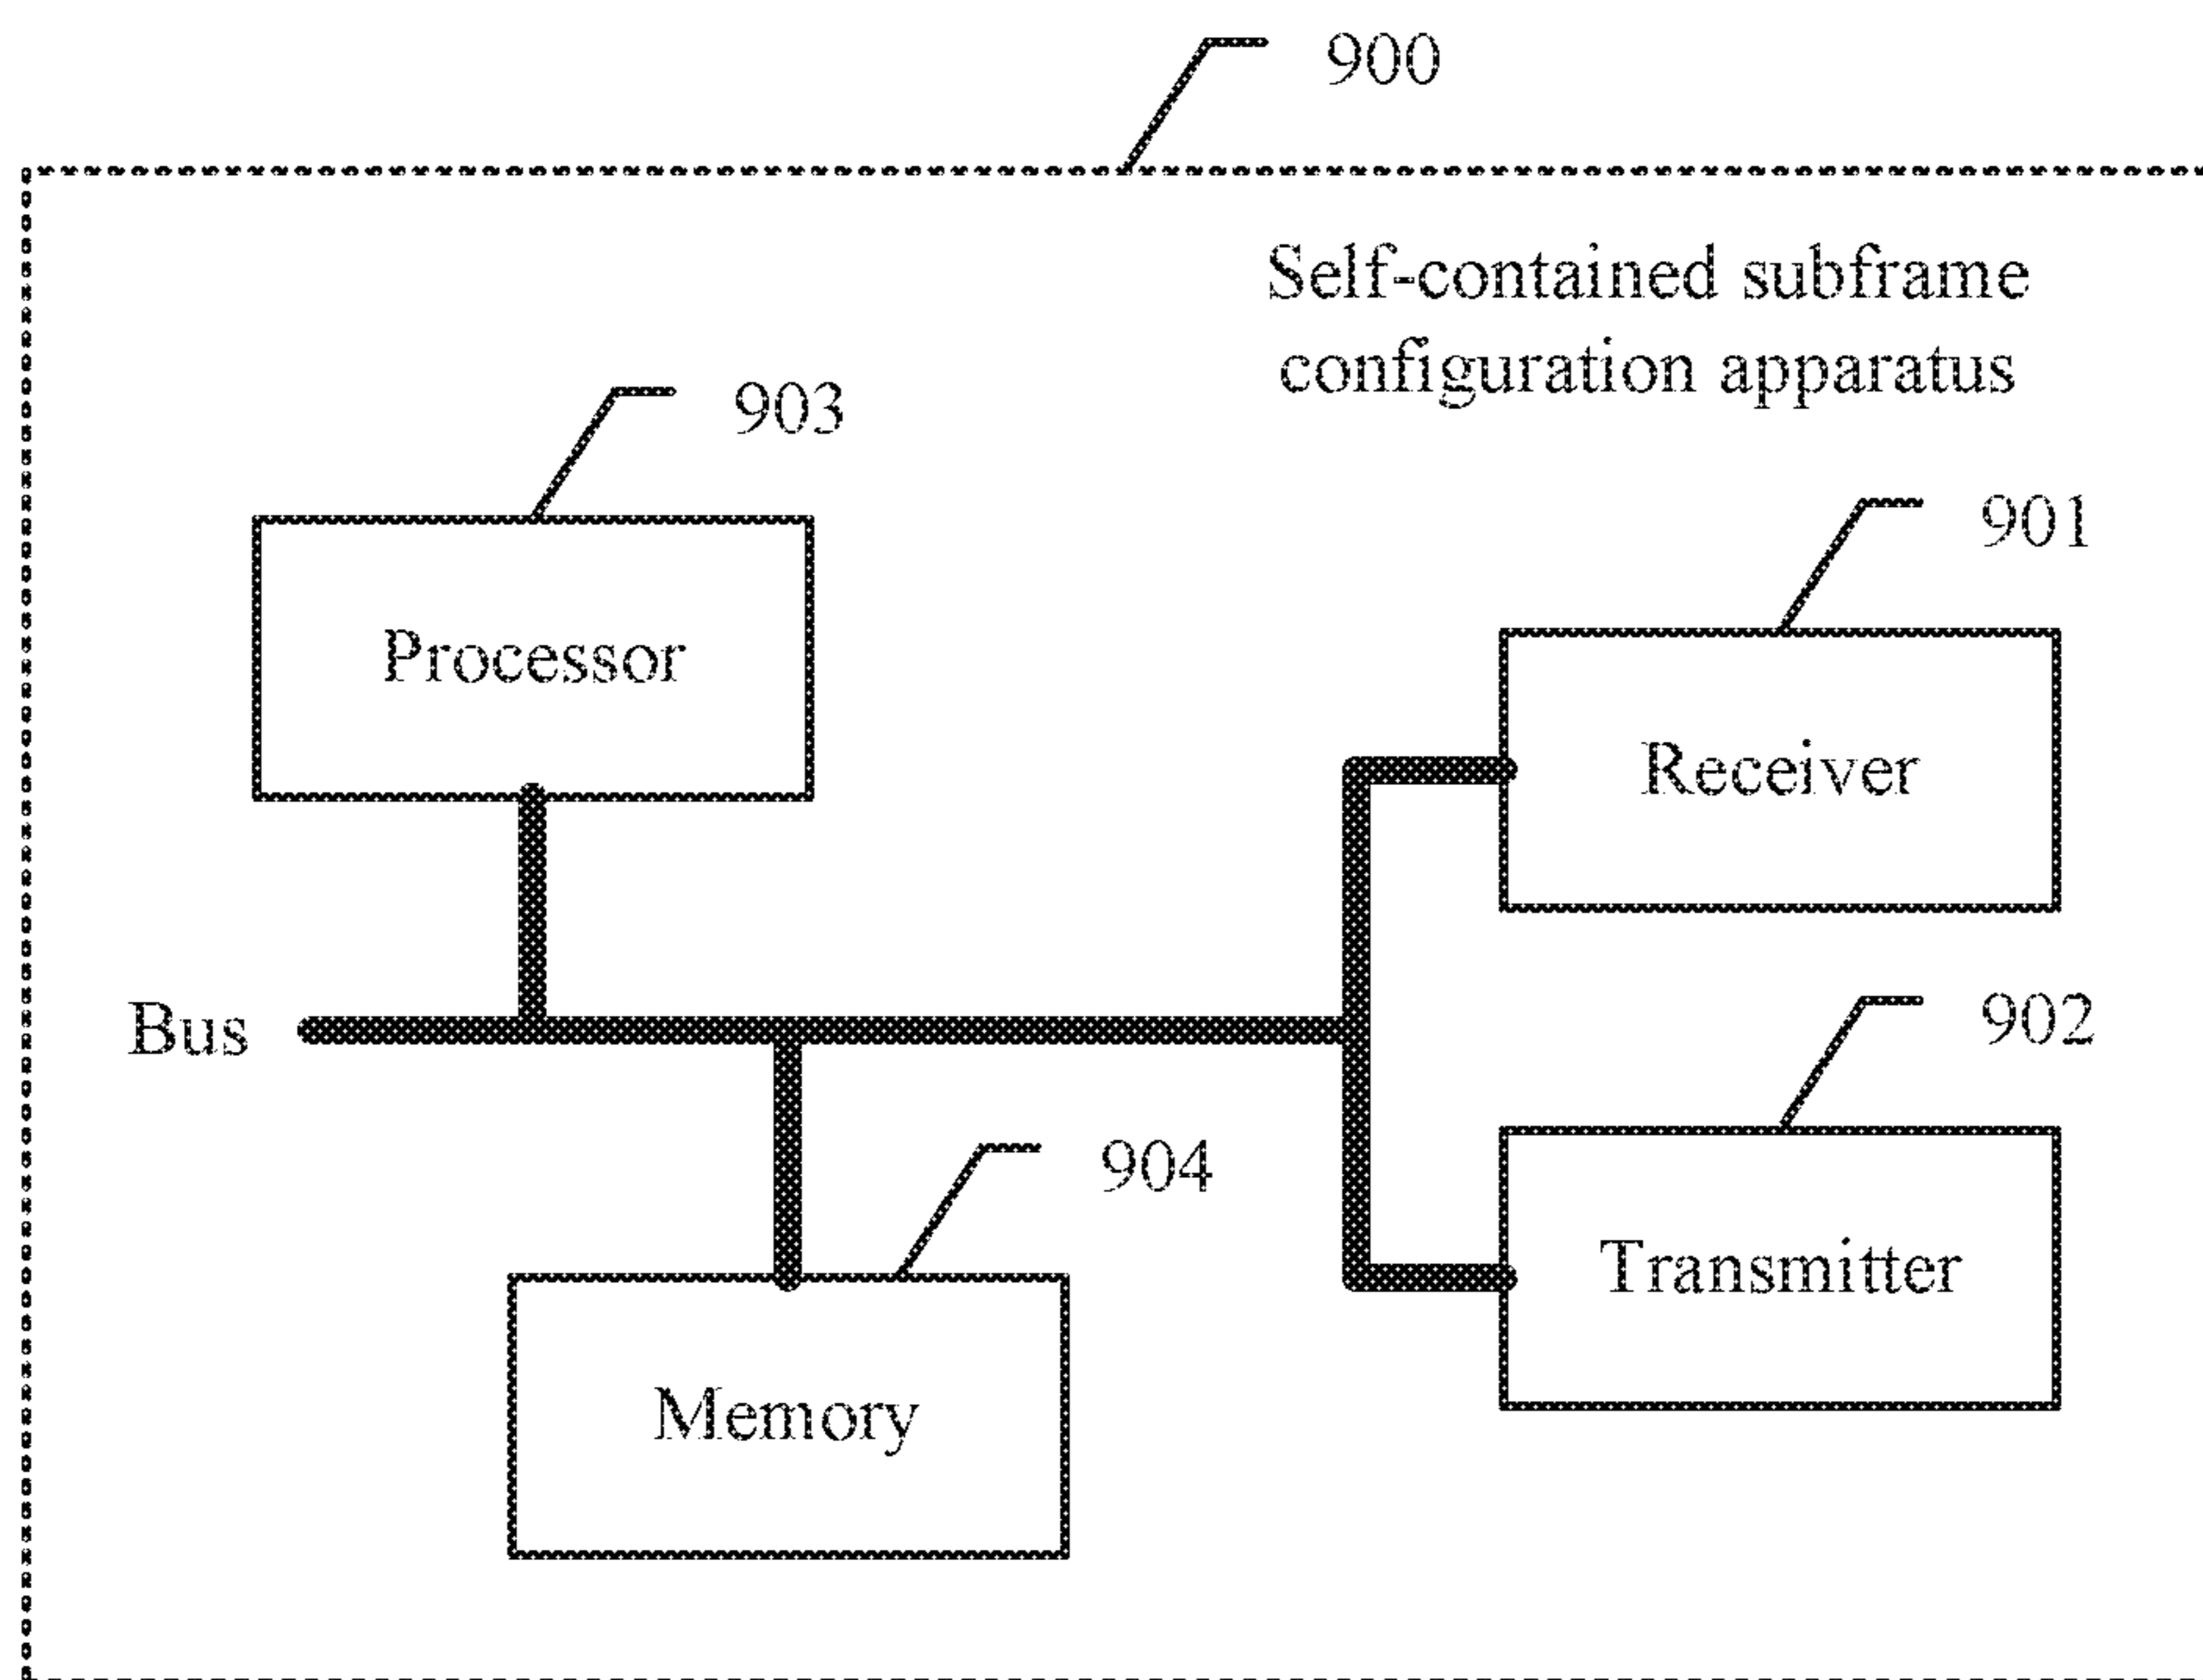 900
Self-contained subframe
configuration apparatus
903
Processor
901
Receiver
Bus
902
Transmitter
904
Memory